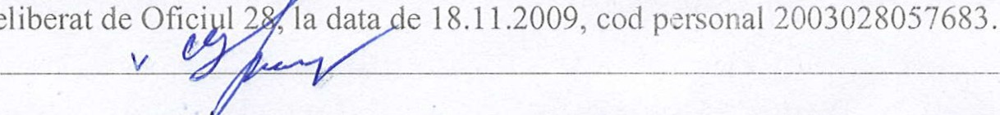 eliberat de Oficiul 28, la data de 18.11.2009, cod personal 2003028057683.
v